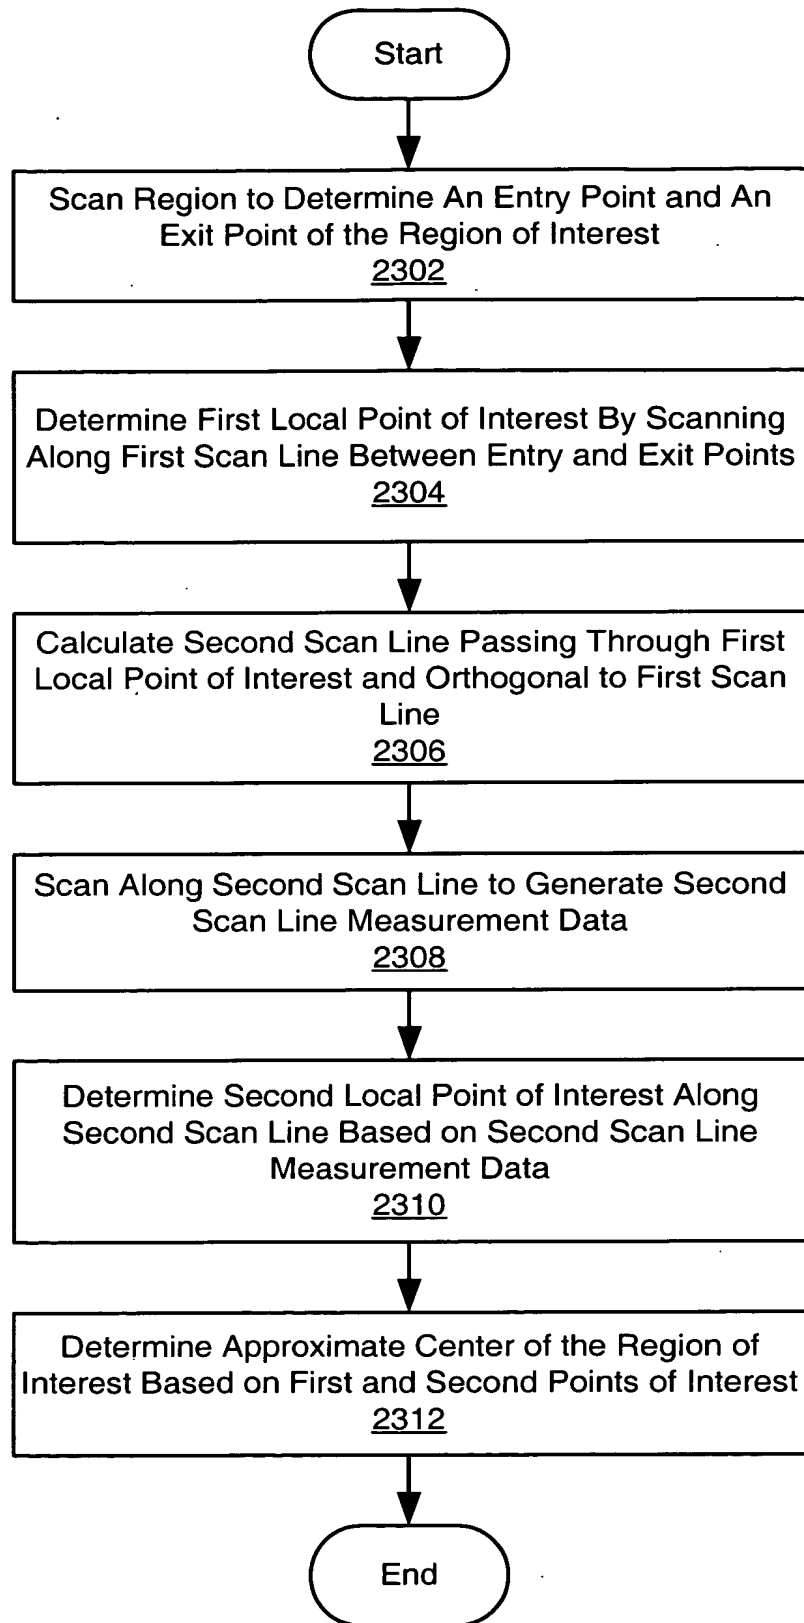 Start
Scan Region to Determine An Entry Point and An
Exit Point of the Region of Interest
2302
Determine First Local Point of Interest By Scanning
Along First Scan Line Between Entry and Exit Points
2304
Calculate Second Scan Line Passing Through First
Local Point of Interest and Orthogonal to First Scan
Line
2306
Scan Along Second Scan Line to Generate Second
Scan Line Measurement Data
2308
Determine Second Local Point of Interest Along
Second Scan Line Based on Second Scan Line
Measurement Data
2310
Determine Approximate Center of the Region of
Interest Based on First and Second Points of Interest
2312
End